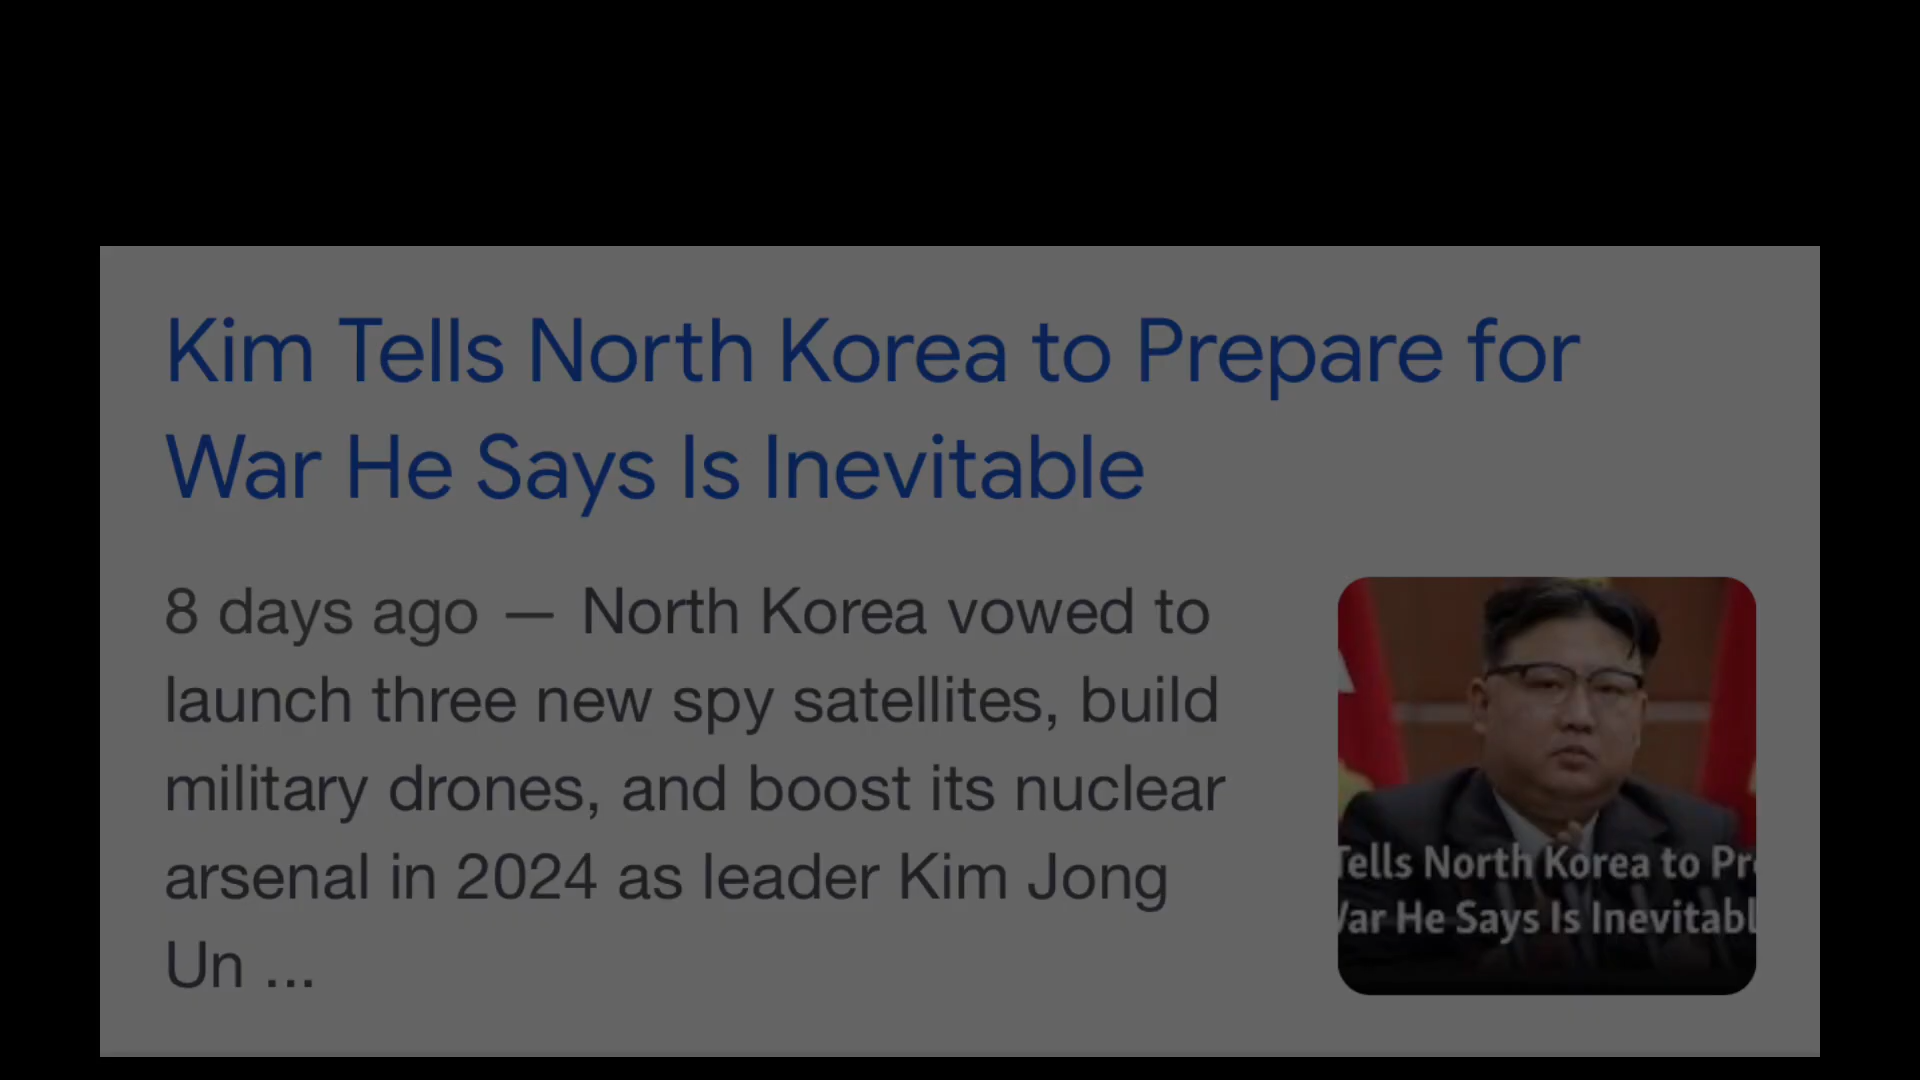 Kim Tells North Korea to Prepare for
War He Says Is Inevitable
8 days ago — North Korea vowed to
launch three new spy satellites, build
military drones, and boost its nuclear
arsenal in 2024 as leader Kim Jong
Un ...
Tells North Korea to Pr
War He Says Is Inevitabl